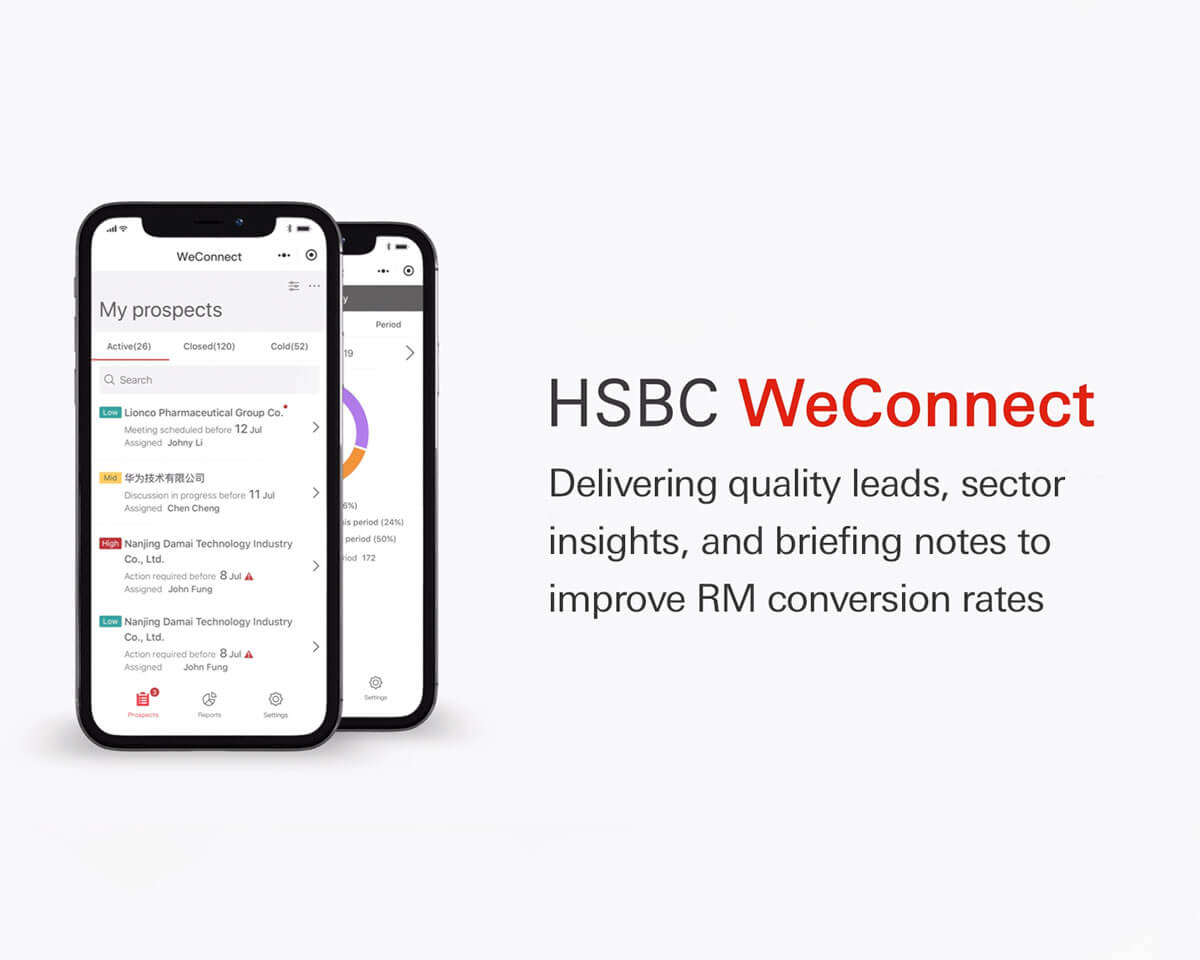 WeConnect
My prospects
Active(26) Closed(120) Cold(52)
Search
Low Lionco Pharmaceutical Group Co.
Meeting scheduled before 12 Jul
Assigned Johny Li
Mid 华为技术有限公司
Discussion in progress before 11 Jul
Assigned Chen Cheng
High Nanjing Damai Technology Industry
Co., Ltd.
Action required before 8 Jul
Assigned John Fung
Low Nanjing Damai Technology Industry
Co., Ltd.
Action required before 8 Jul
Assigned John Fung
3
Prospects Reports Settings
y
Period
19
6%)
is period (24%)
period (50%)
riod 172
Settings
HSBC WeConnect
Delivering quality leads, sector
insights, and briefing notes to
improve RM conversion rates